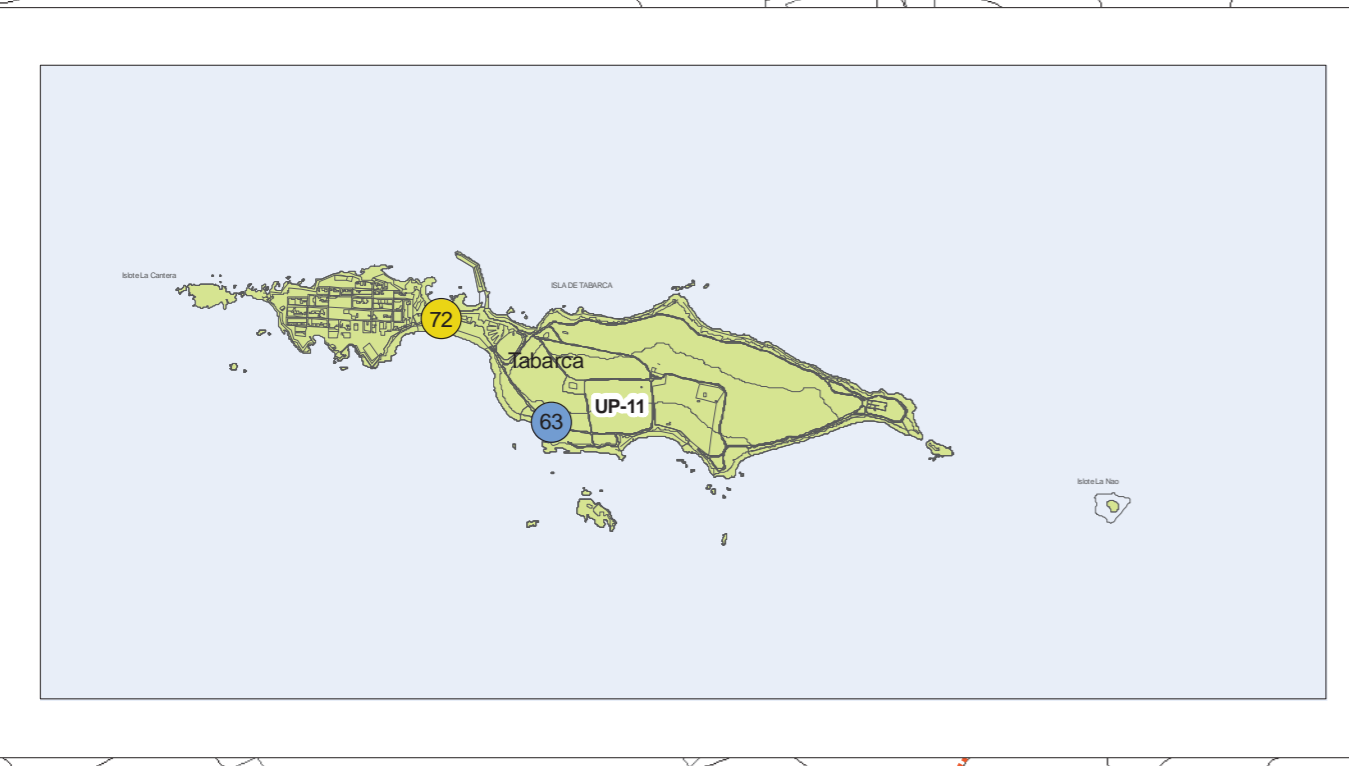 Islote La Cantera
ISLA DE TABARCA
72
Tabarca
UP-11
63
Islote La Nao